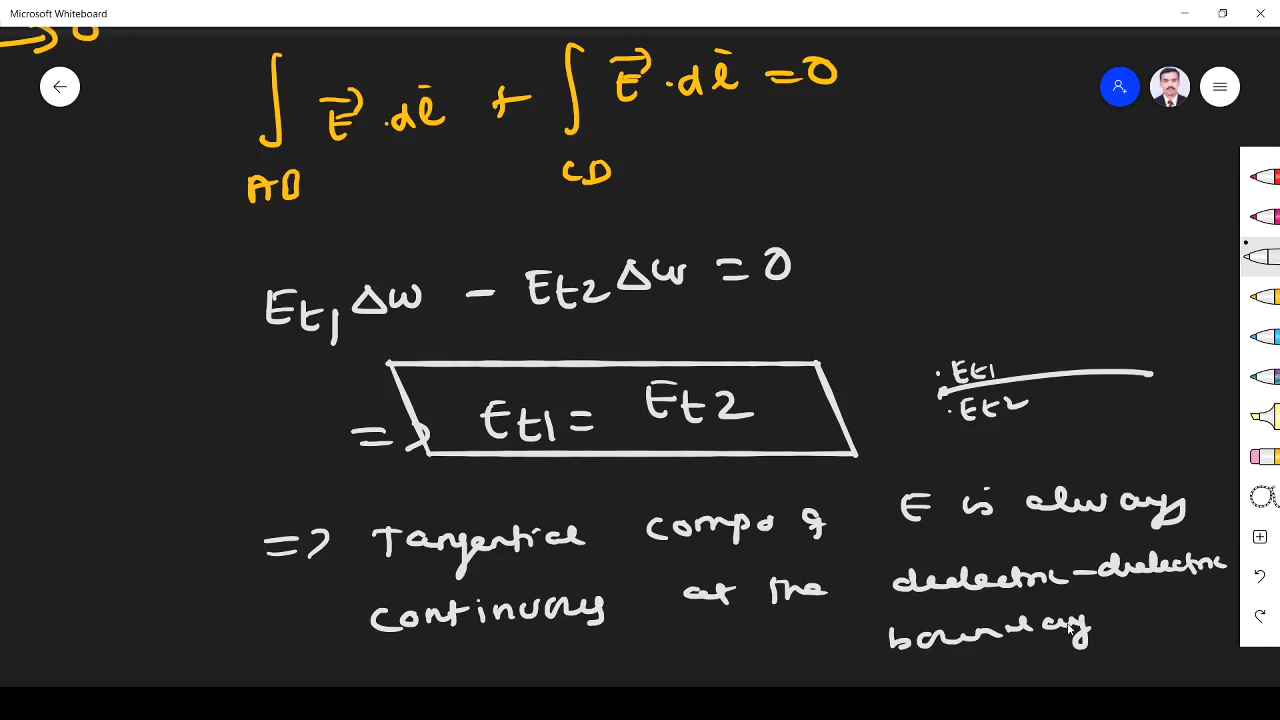 Microsoft Whiteboard
→ 0
∫ E⃗ · dl̄ + ∫ E⃗ · dl̄ = 0
AB CD
Et1 Δw - Et2 Δw = 0
=> Et1 = Et2
· Et1
· Et2
=> Tangential compo of E is always
continuous at the dielectric-dielectric
boundary